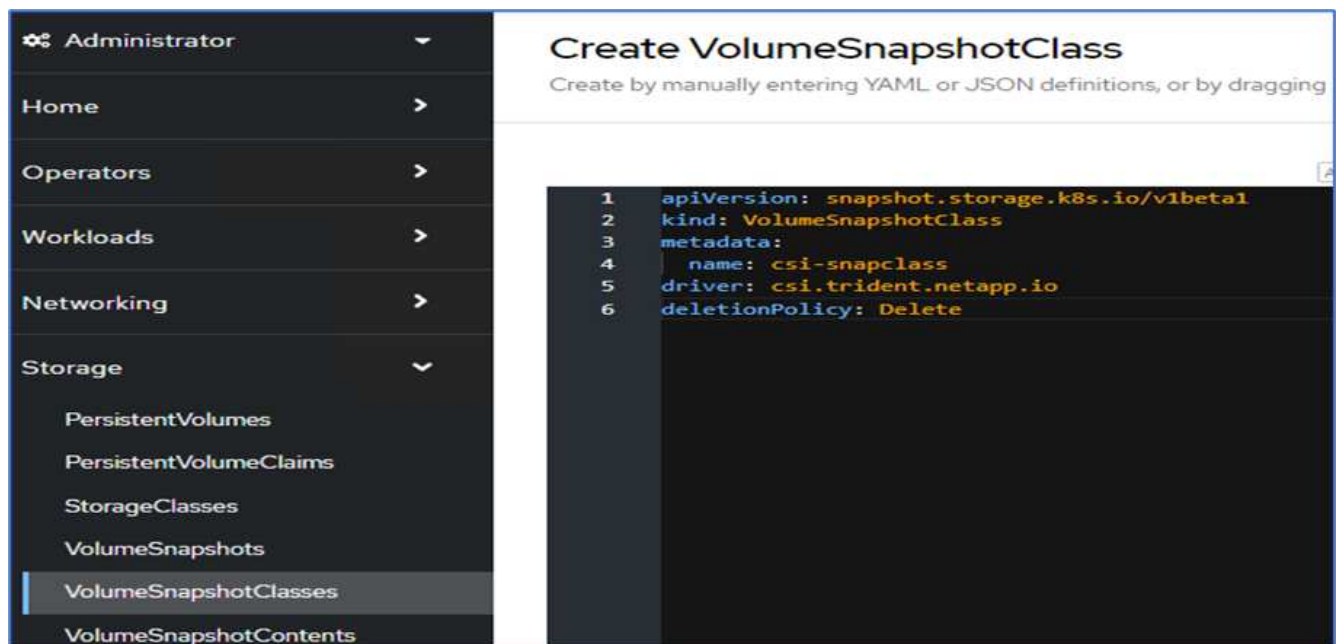 Administrator
Home
Operators
Workloads
Networking
Storage
PersistentVolumes
PersistentVolumeClaims
StorageClasses
VolumeSnapshots
VolumeSnapshotClasses
VolumeSnapshotContents
Create VolumeSnapshotClass
Create by manually entering YAML or JSON definitions, or by dragging
1 apiVersion: snapshot.storage.k8s.io/v1beta1
2 kind: VolumeSnapshotClass
3 metadata:
4   name: csi-snapclass
5 driver: csi.trident.netapp.io
6 deletionPolicy: Delete